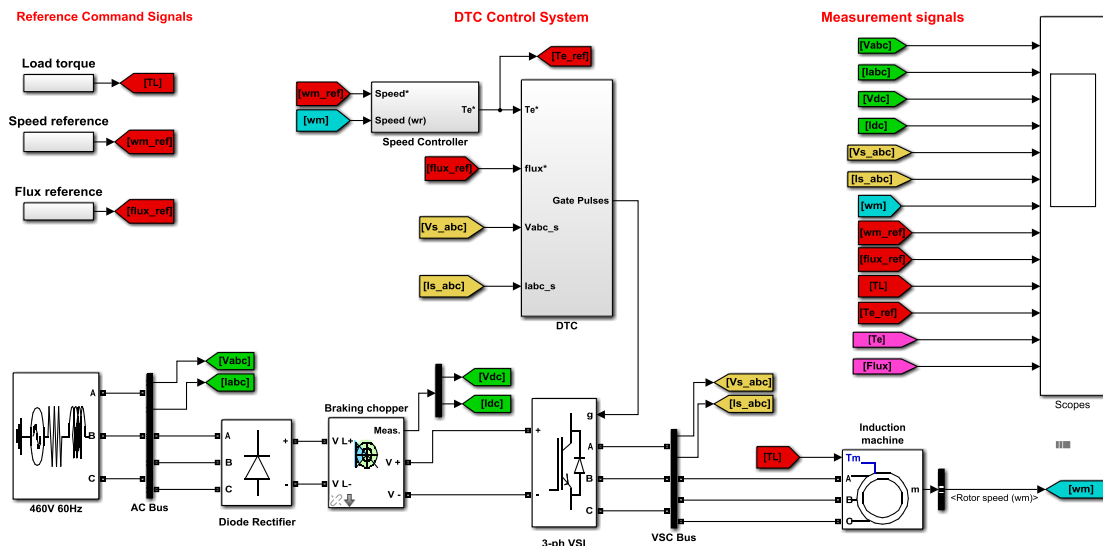 Reference Command Signals
DTC Control System
Measurement signals
Load torque
[TL]
Speed reference
[wm_ref]
Flux reference
[flux_ref]
[Te_ref]
[wm_ref]
[wm]
Speed*
Speed (wr)
Te*
Speed Controller
[flux_ref]
[Vs_abc]
[Is_abc]
Te*
flux*
Vabc_s
Iabc_s
Gate Pulses
DTC
[Vabc]
[Iabc]
[Vdc]
[Idc]
[Vs_abc]
[Is_abc]
[wm]
[wm_ref]
[flux_ref]
[TL]
[Te_ref]
[Te]
[Flux]
Scopes
A
B
C
460V 60Hz
[Vabc]
[Iabc]
AC Bus
A
B
C
+
-
Diode Rectifier
Braking chopper
Meas.
V L+
V L-
V +
V -
[Vdc]
[Idc]
g
+
-
A
B
C
3-ph VSI
[Vs_abc]
[Is_abc]
VSC Bus
[TL]
Induction
machine
Tm
A
B
C
m
<Rotor speed (wm)>
[wm]